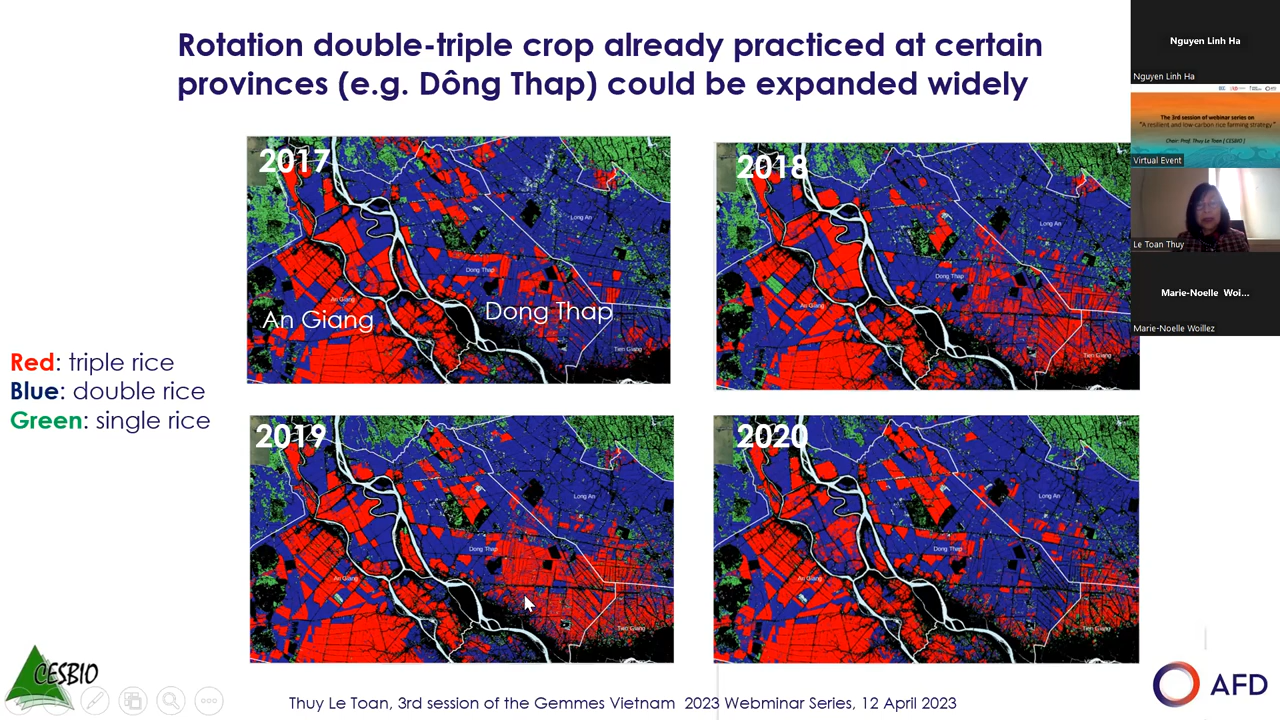 Rotation double-triple crop already practiced at certain
provinces (e.g. Dông Thap) could be expanded widely
2017
Long An
Dong Thap
An Giang
An Giang
Dong Thap
Tien Giang
2018
Long An
Dong Thap
An Giang
Tien Giang
Red: triple rice
Blue: double rice
Green: single rice
2019
Long An
Dong Thap
An Giang
Tien Giang
2020
Long An
Dong Thap
An Giang
Tien Giang
CESBIO
Thuy Le Toan, 3rd session of the Gemmes Vietnam 2023 Webminar Series, 12 April 2023
AFD
Nguyen Linh Ha
Nguyen Linh Ha
The 3rd session of webinar series on
"A resilient and low-carbon rice farming strategy"
Chair: Prof. Thuy Le Toan [ CESBIO ]
Virtual Event
Le Toan Thuy
Marie-Noelle Woi...
Marie-Noelle Woillez